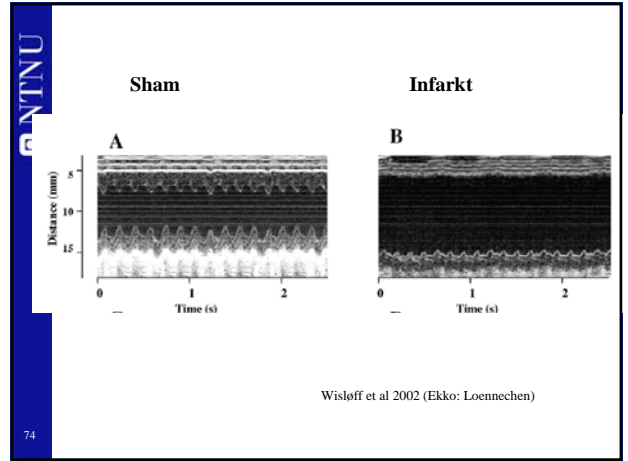 NTNU
Sham
Infarkt
A
B
Distance (mm)
5
10
15
0 1 2
Time (s)
0 1 2
Time (s)
Wisløff et al 2002 (Ekko: Loennechen)
74